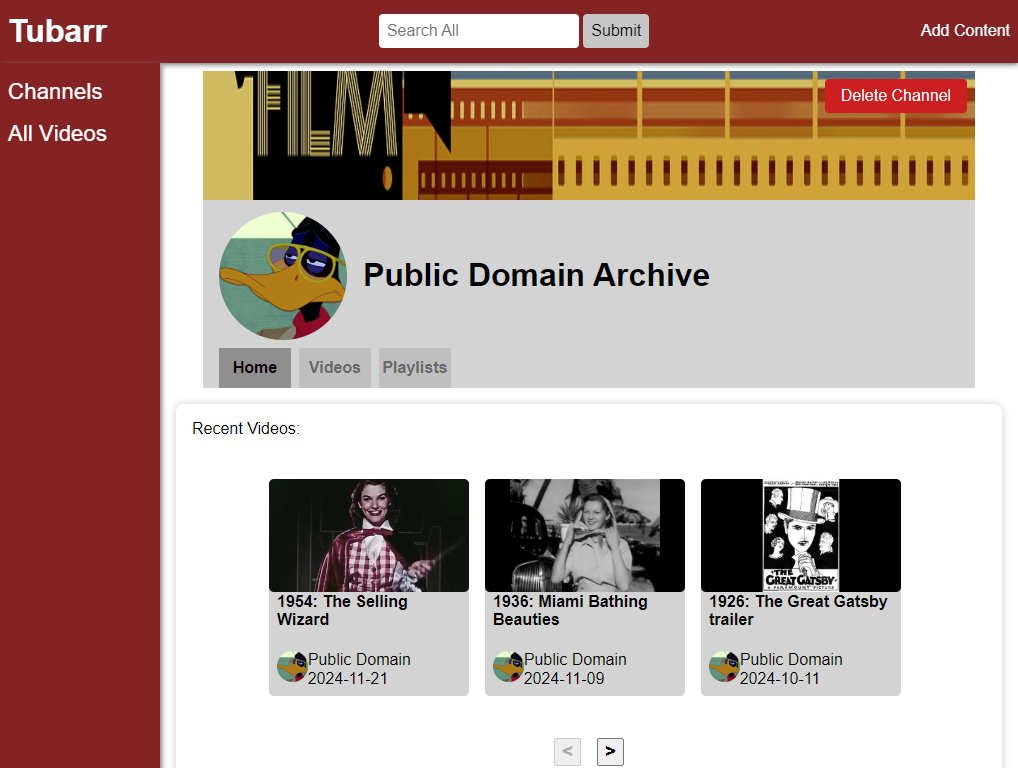 Tubarr
Search All
Submit
Add Content
Channels
All Videos
FILM
Delete Channel
Public Domain Archive
Home
Videos
Playlists
Recent Videos:
1954: The Selling
Wizard
Public Domain
2024-11-21
1936: Miami Bathing
Beauties
Public Domain
2024-11-09
THE
GREAT GATSBY
A PARAMOUNT PICTURE
1926: The Great Gatsby
trailer
Public Domain
2024-10-11
<
>